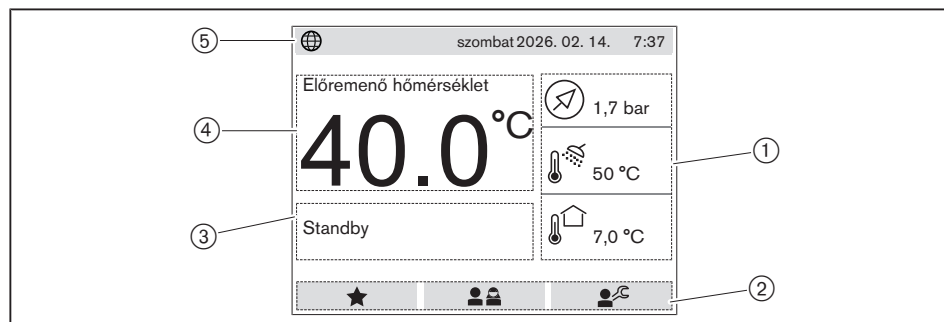 ⑤ szombat 2026. 02. 14. 7:37
Előremenő hőmérséklet
④ 40.0 °C
1,7 bar
① 50 °C
③ Standby
7,0 °C
②